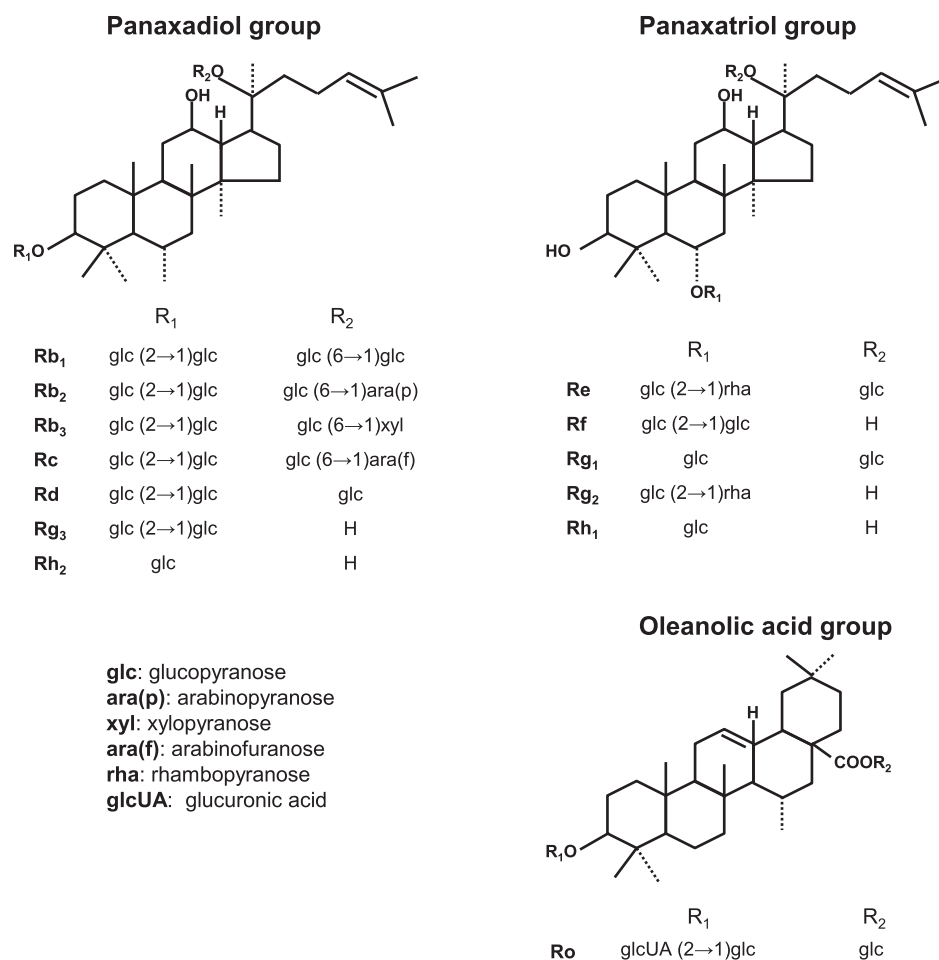 Panaxadiol group
R₂O
OH
H
R₁O
R₁ R₂
Rb₁ glc (2→1)glc glc (6→1)glc
Rb₂ glc (2→1)glc glc (6→1)ara(p)
Rb₃ glc (2→1)glc glc (6→1)xyl
Rc glc (2→1)glc glc (6→1)ara(f)
Rd glc (2→1)glc glc
Rg₃ glc (2→1)glc H
Rh₂ glc H
Panaxatriol group
R₂O
OH
H
HO
OR₁
R₁ R₂
Re glc (2→1)rha glc
Rf glc (2→1)glc H
Rg₁ glc glc
Rg₂ glc (2→1)rha H
Rh₁ glc H
glc: glucopyranose
ara(p): arabinopyranose
xyl: xylopyranose
ara(f): arabinofuranose
rha: rhambopyranose
glcUA: glucuronic acid
Oleanolic acid group
H
COOR₂
R₁O
R₁ R₂
Ro glcUA (2→1)glc glc